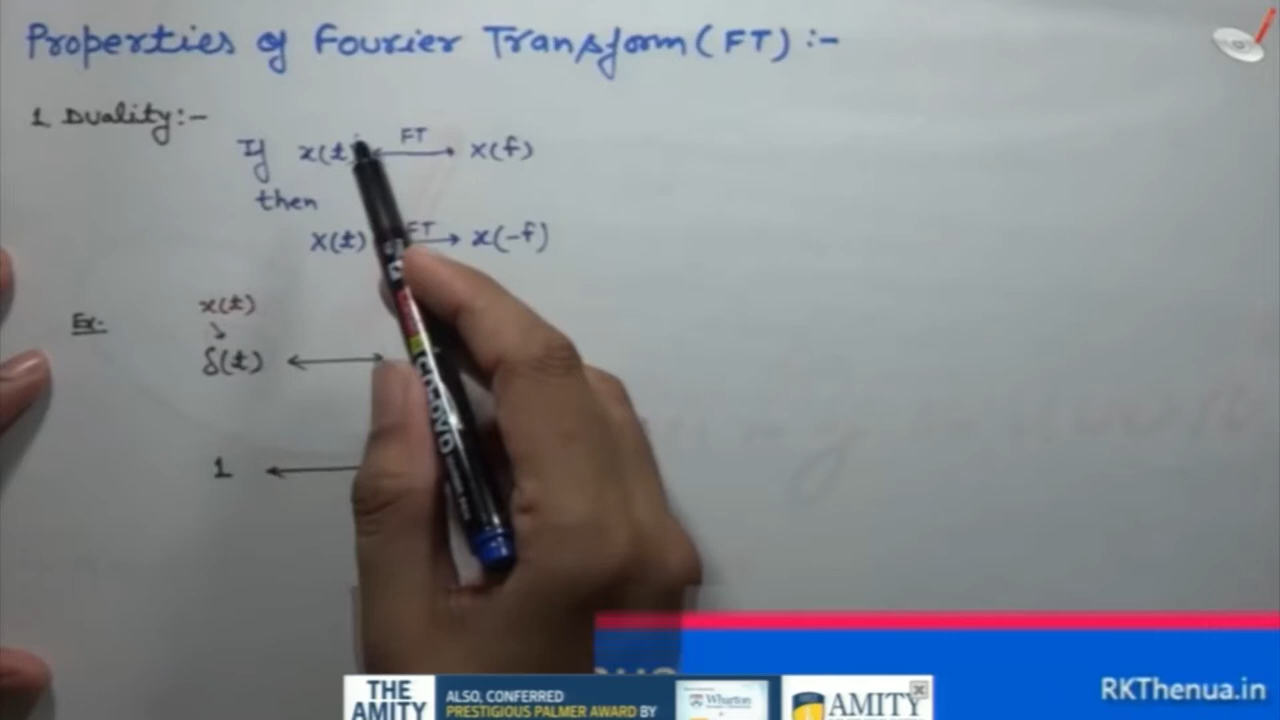 Properties of Fourier Transform (FT) :-
1 Duality:-
If x(t) FT X(f)
then
X(t) FT x(-f)
Ex. x(t)
δ(t)
1
THE AMITY
ALSO, CONFERRED PRESTIGIOUS PALMER AWARD BY
Wharton
AMITY
RKThenua.in